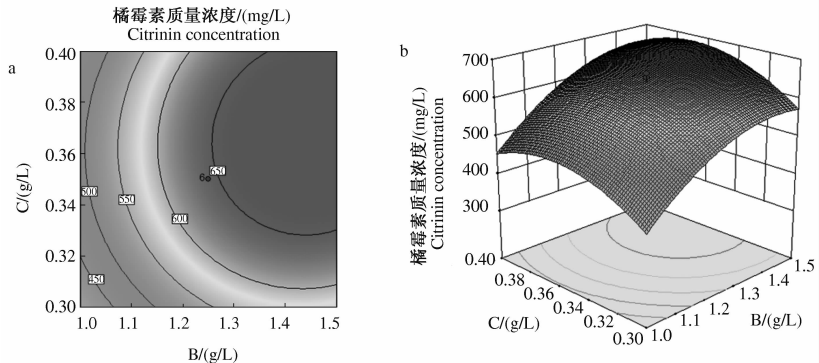 橘霉素质量浓度/(mg/L)
Citrinin concentration
a
C/(g/L)
0.40
0.38
0.36
0.34
0.32
0.30
500
550
600
650
6
450
1.0 1.1 1.2 1.3 1.4 1.5
B/(g/L)
b
橘霉素质量浓度/(mg/L)
Citrinin concentration
700
600
500
400
300
0.40
0.38
0.36
0.34
0.32
0.30
C/(g/L)
1.0
1.1
1.2
1.3
1.4
1.5
B/(g/L)